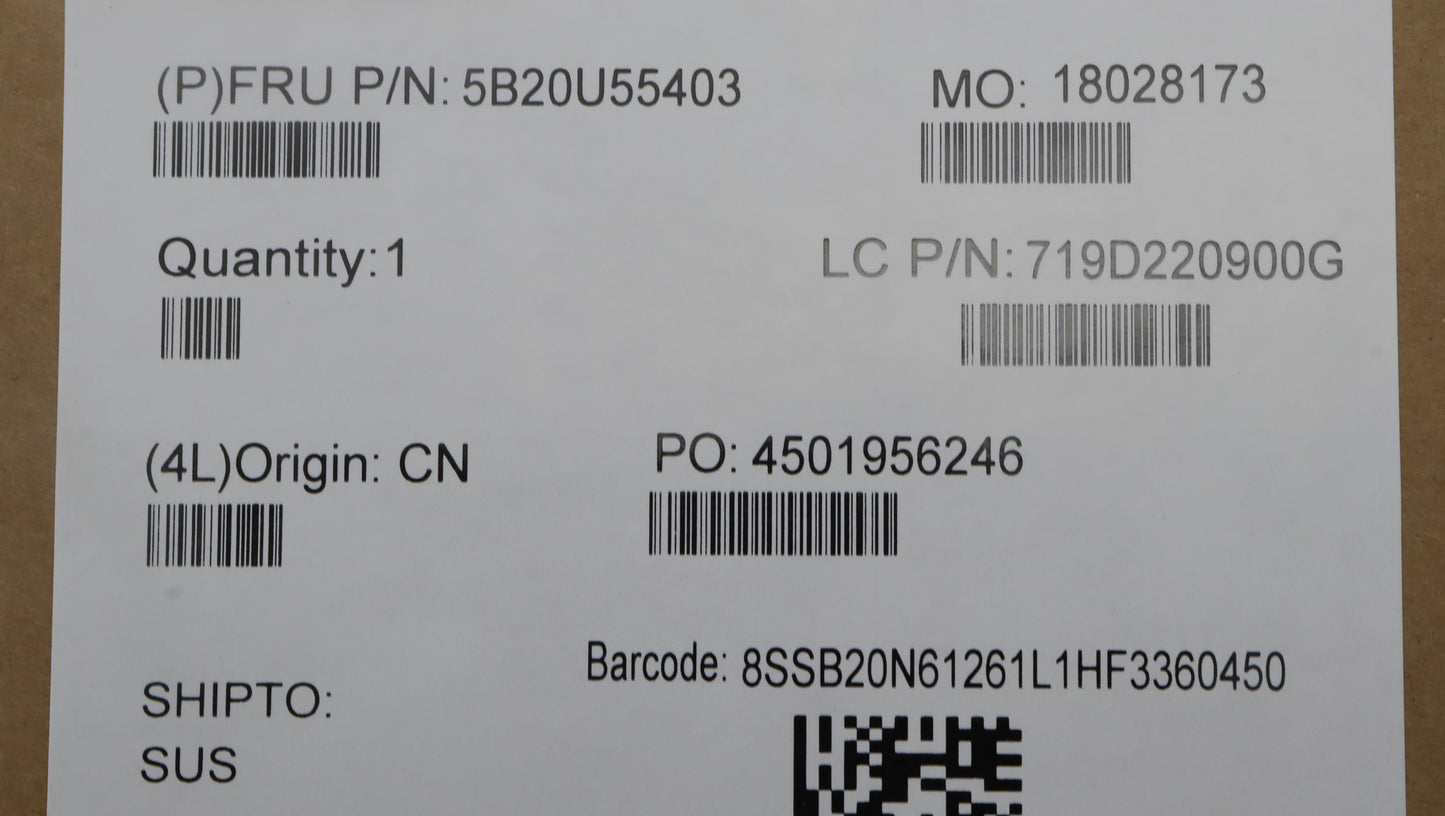 (P)FRU P/N: 5B20U55403
MO: 18028173
Quantity: 1
LC P/N: 719D220900G
(4L)Origin: CN
PO: 4501956246
Barcode: 8SSB20N61261L1HF3360450
SHIPTO:
SUS